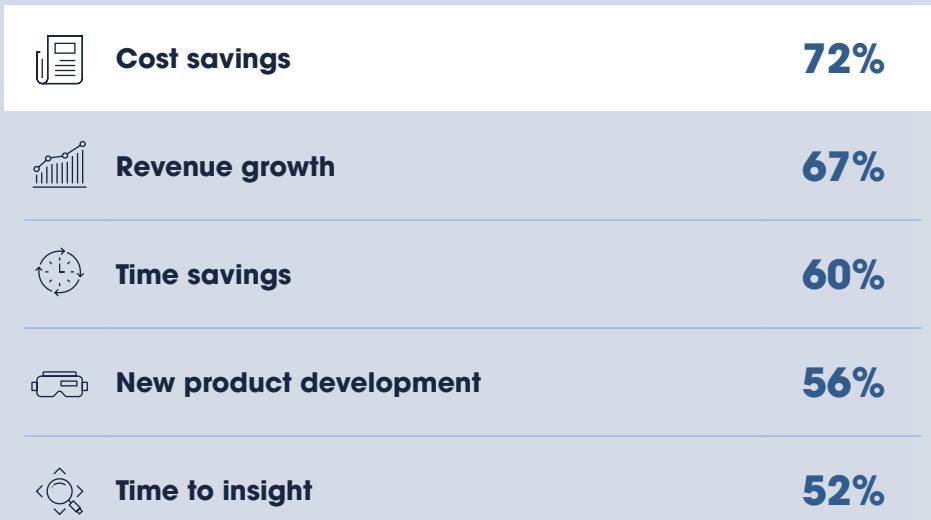 Cost savings 72%
Revenue growth 67%
Time savings 60%
New product development 56%
Time to insight 52%